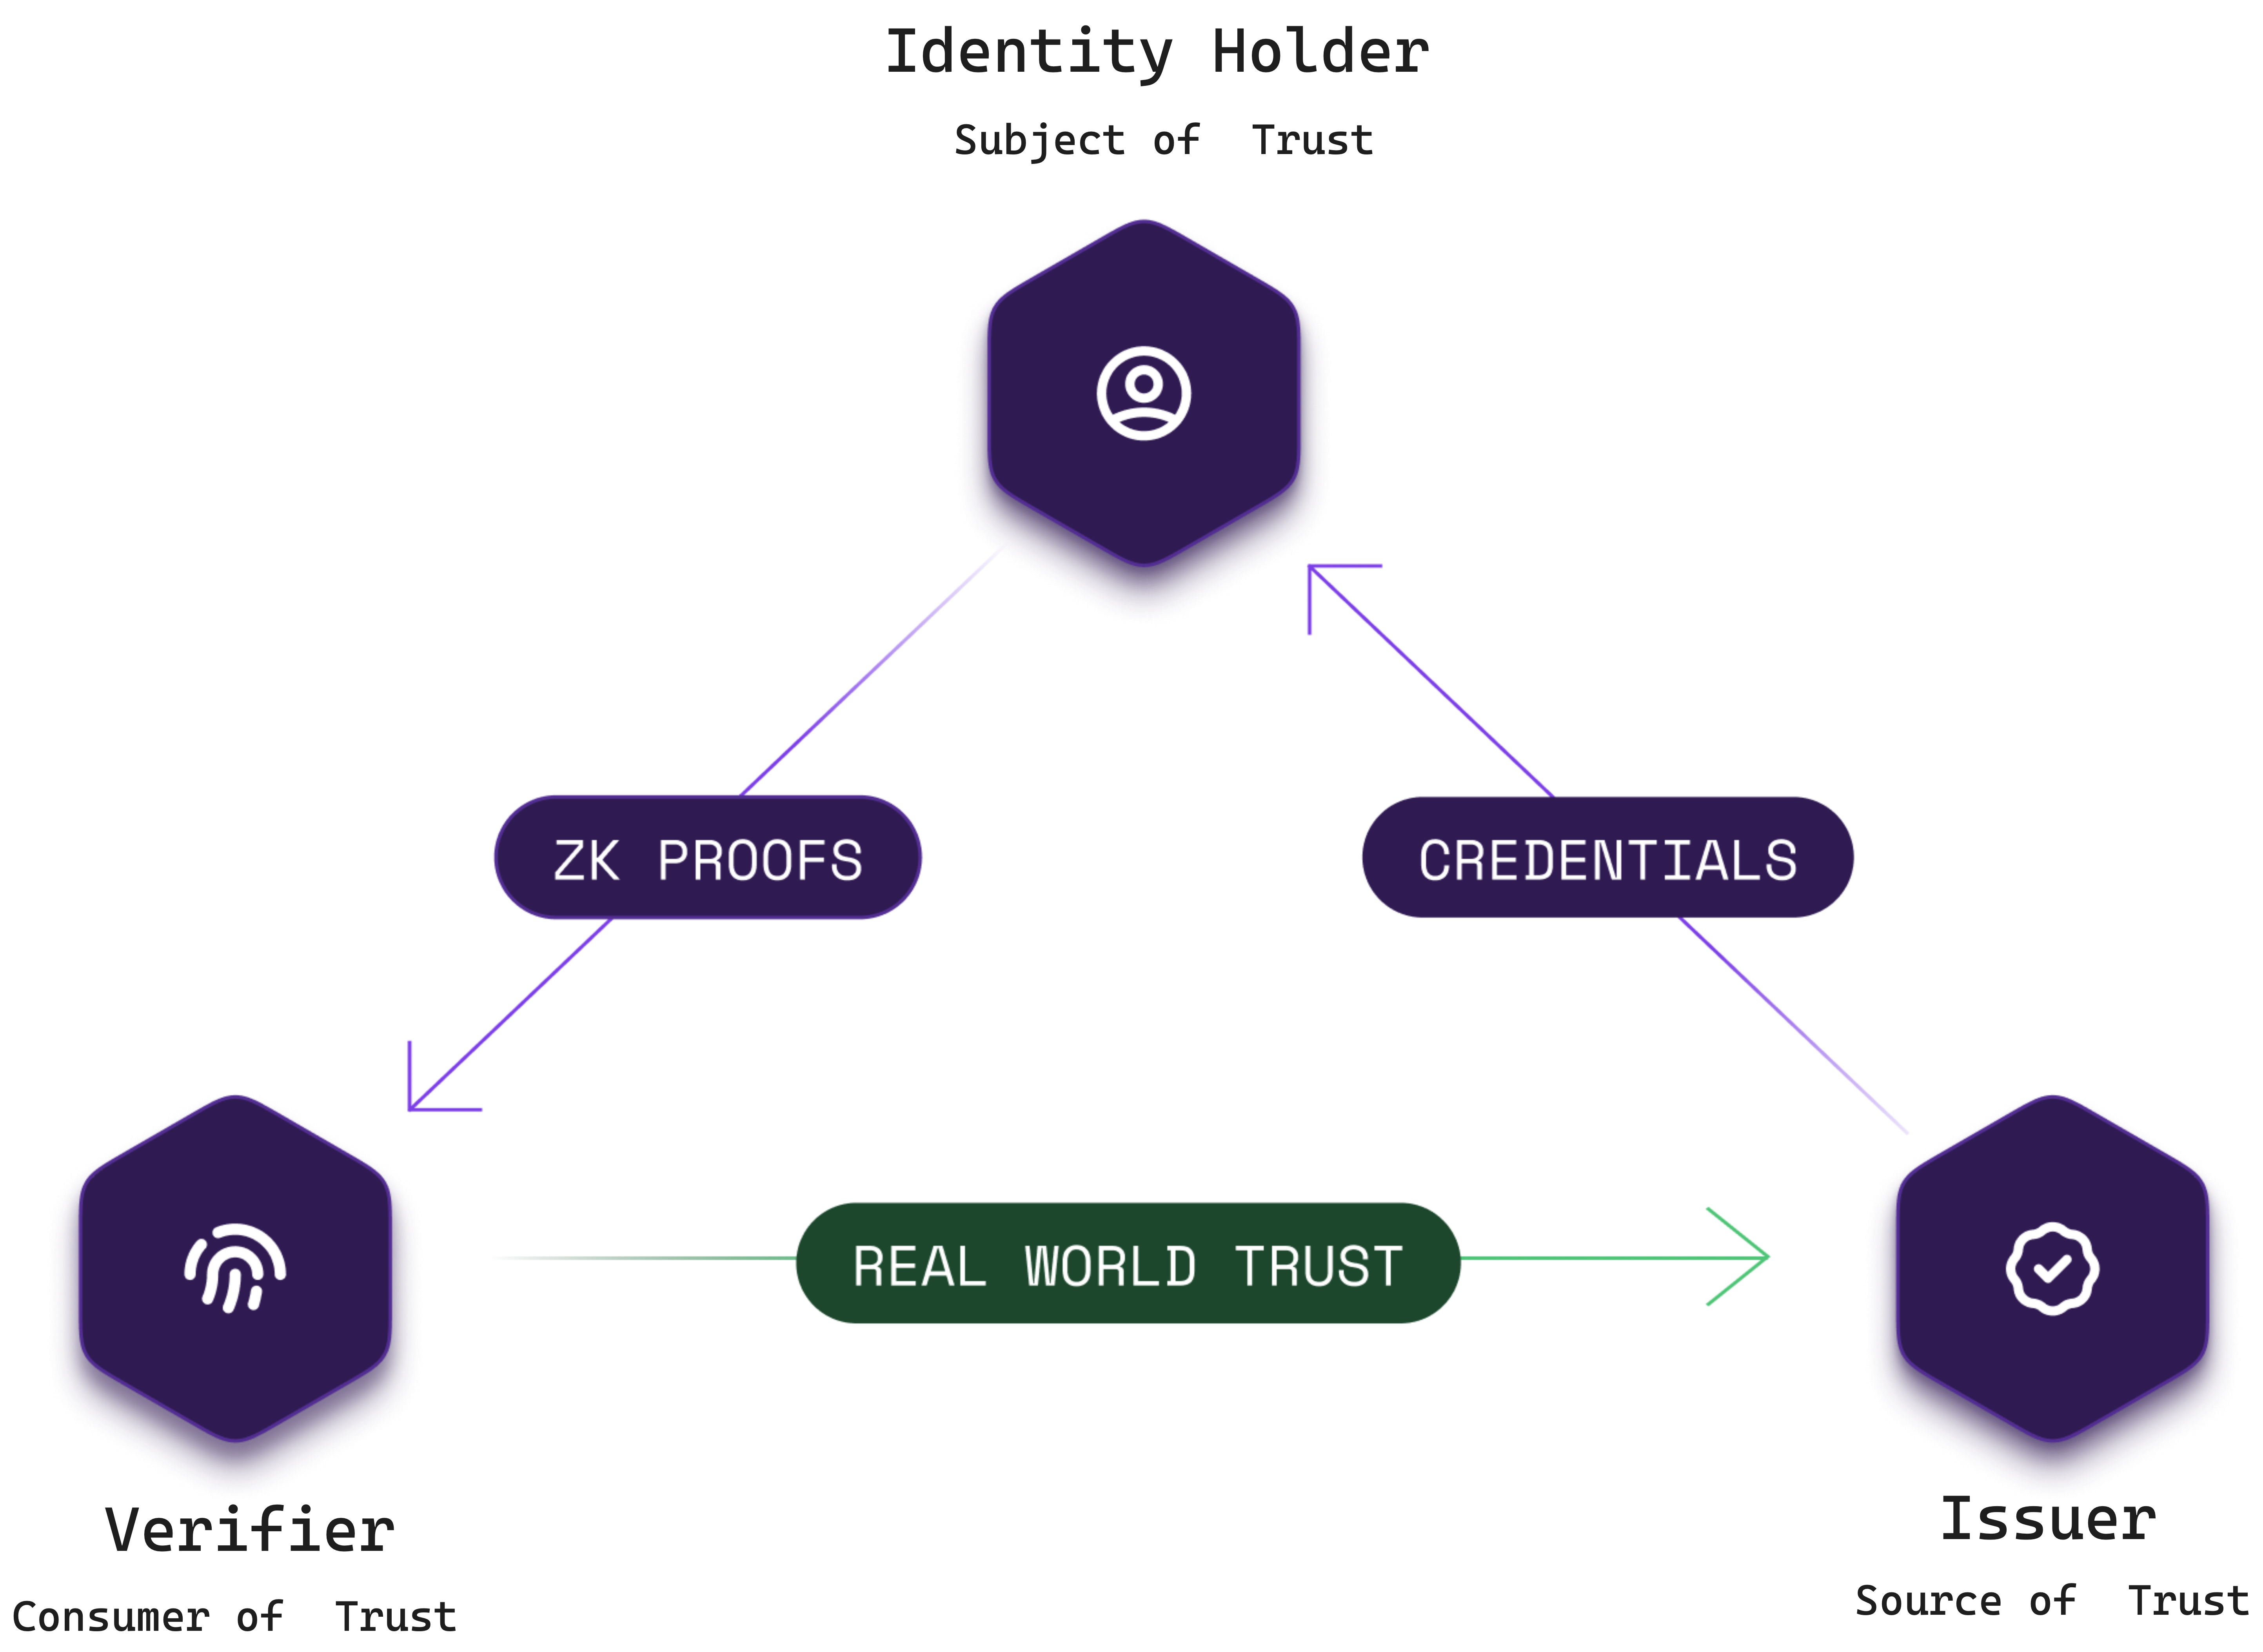 Identity Holder
Subject of Trust
ZK PROOFS
CREDENTIALS
REAL WORLD TRUST
Verifier
Consumer of Trust
Issuer
Source of Trust